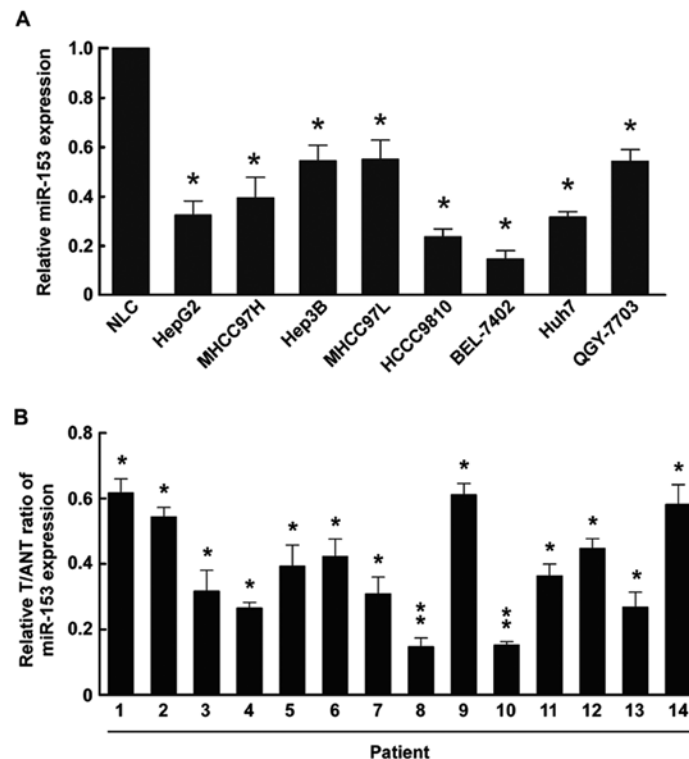 A
Relative miR-153 expression
1.0
0.8
0.6
0.4
0.2
0
* * * * * * * *
NLC
HepG2
MHCC97H
Hep3B
MHCC97L
HCCC9810
BEL-7402
Huh7
QGY-7703
B
Relative T/ANT ratio of
miR-153 expression
0.8
0.6
0.4
0.2
0
* * * * * * * ** * ** * * * *
1 2 3 4 5 6 7 8 9 10 11 12 13 14
Patient